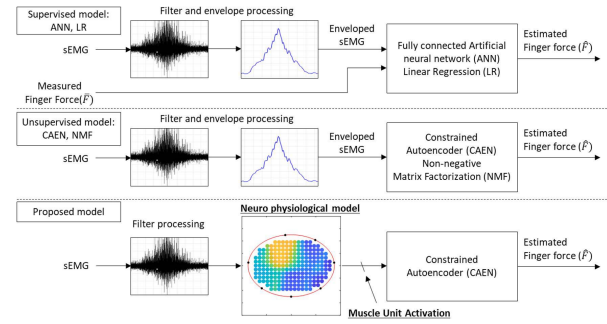 Supervised model:
ANN, LR
Filter and envelope processing
sEMG
Enveloped
sEMG
Fully connected Artificial
neural network (ANN)
Linear Regression (LR)
Estimated
Finger force (F̂)
Measured
Finger Force(F̄)
Unsupervised model:
CAEN, NMF
Filter and envelope processing
sEMG
Enveloped
sEMG
Constrained
Autoencoder (CAEN)
Non-negative
Matrix Factorization (NMF)
Estimated
Finger force (F̂)
Proposed model
Filter processing
Neuro physiological model
sEMG
Constrained
Autoencoder (CAEN)
Estimated
Finger force (F̂)
Muscle Unit Activation